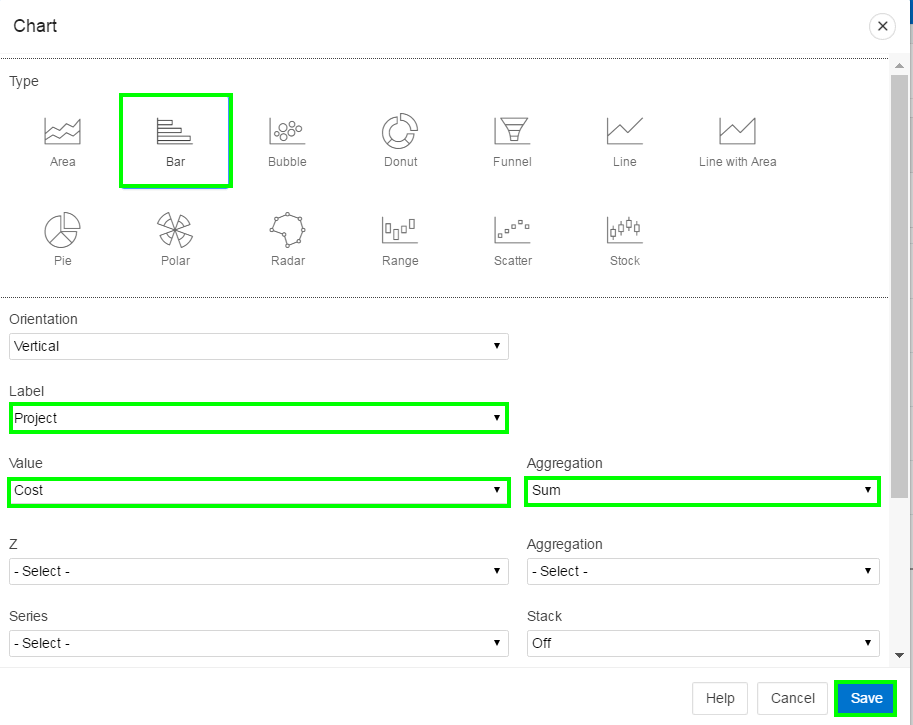 Chart
Type
Area Bar Bubble Donut Funnel Line Line with Area
Pie Polar Radar Range Scatter Stock
Orientation
Vertical
Label
Project
Value Aggregation
Cost Sum
Z Aggregation
- Select - - Select -
Series Stack
- Select - Off
Help Cancel Save